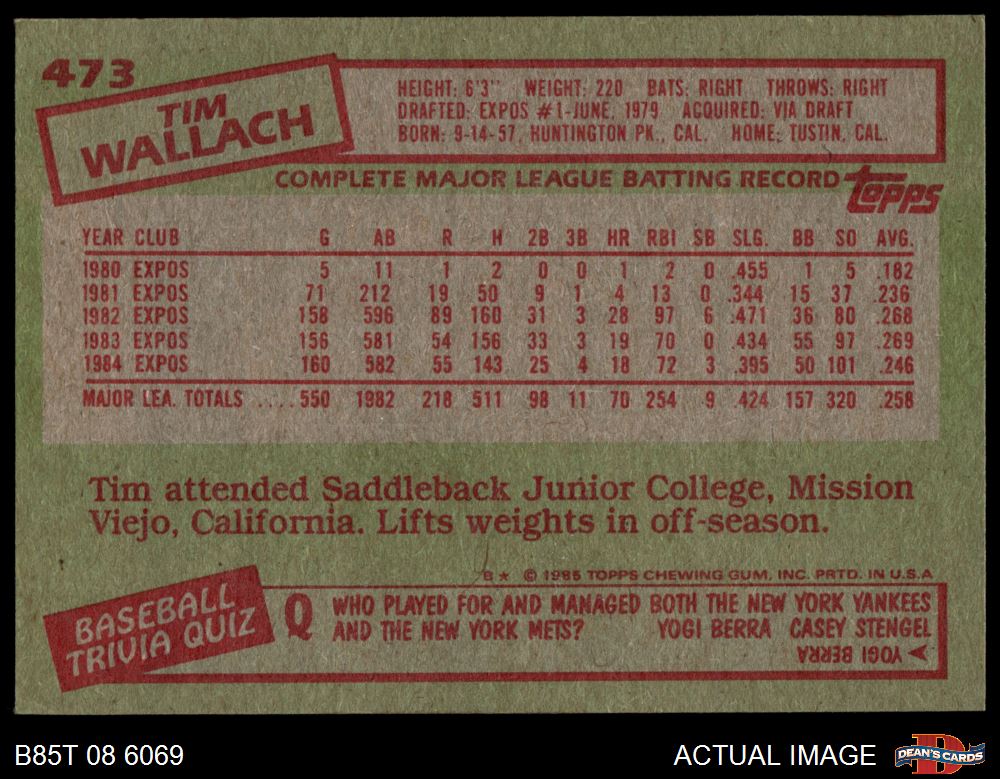 473
TIM
WALLACH
HEIGHT: 6'3" WEIGHT: 220 BATS: RIGHT THROWS: RIGHT
DRAFTED: EXPOS #1-JUNE, 1979 ACQUIRED: VIA DRAFT
BORN: 9-14-57, HUNTINGTON PK., CAL. HOME: TUSTIN, CAL.
COMPLETE MAJOR LEAGUE BATTING RECORD topps
YEAR CLUB G AB R H 2B 3B HR RBI SB SLG. BB SO AVG.
1980 EXPOS 5 11 1 2 0 0 1 2 0 .455 1 5 .182
1981 EXPOS 71 212 19 50 9 1 4 13 0 .344 15 37 .236
1982 EXPOS 158 596 89 160 31 3 28 97 6 .471 36 80 .268
1983 EXPOS 156 581 54 156 33 3 19 70 0 .434 55 97 .269
1984 EXPOS 160 582 55 143 25 4 18 72 3 .395 50 101 .246
MAJOR LEA. TOTALS .....550 1982 218 511 98 11 70 254 9 .424 157 320 .258
Tim attended Saddleback Junior College, Mission
Viejo, California. Lifts weights in off-season.
B★ © 1985 TOPPS CHEWING GUM, INC. PRTD. IN U.S.A
BASEBALL
TRIVIA QUIZ
Q WHO PLAYED FOR AND MANAGED BOTH THE NEW YORK YANKEES
AND THE NEW YORK METS? YOGI BERRA CASEY STENGEL
YOGI BERRA
B85T 08 6069
ACTUAL IMAGE
D
DEAN'S CARDS